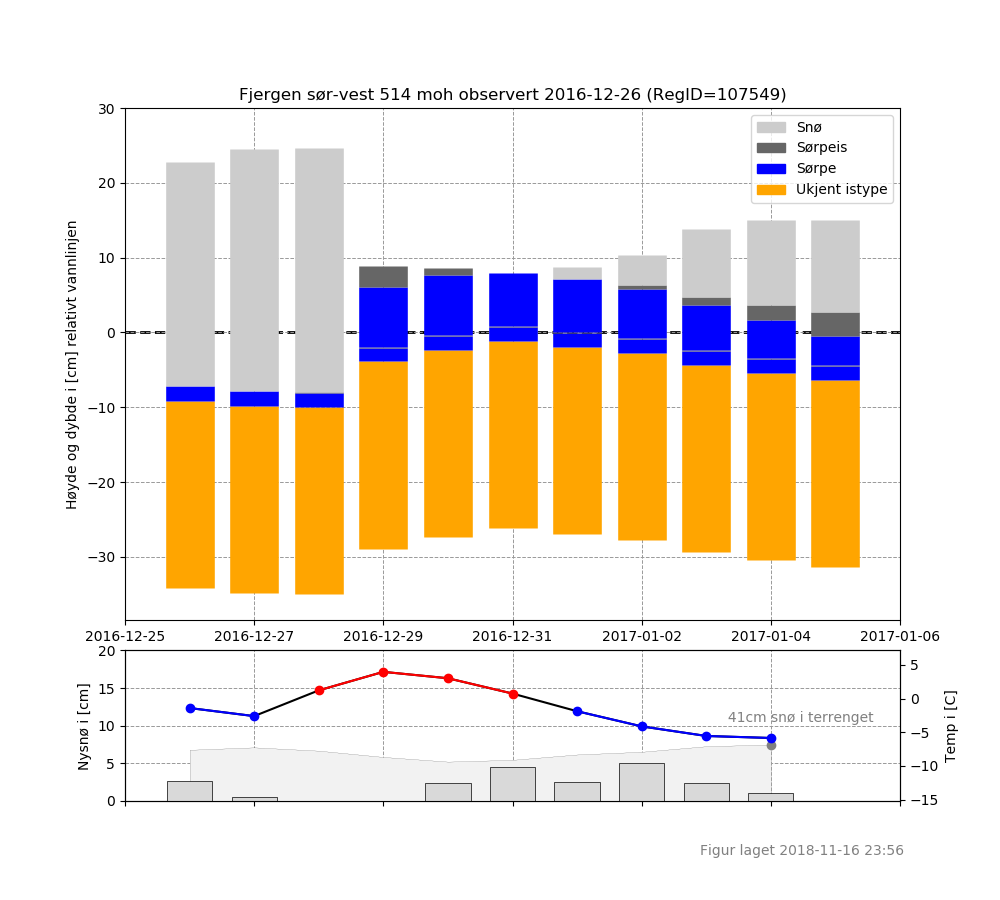 Fjergen sør-vest 514 moh observert 2016-12-26 (RegID=107549)
Høyde og dybde i [cm] relativt vannlinjen
30
20
10
0
−10
−20
−30
Snø
Sørpeis
Sørpe
Ukjent istype
2016-12-25 2016-12-27 2016-12-29 2016-12-31 2017-01-02 2017-01-04 2017-01-06
Nysnø i [cm]
20
15
10
5
0
41cm snø i terrenget
5
0
−5
−10
−15
Temp i [C]
Figur laget 2018-11-16 23:56